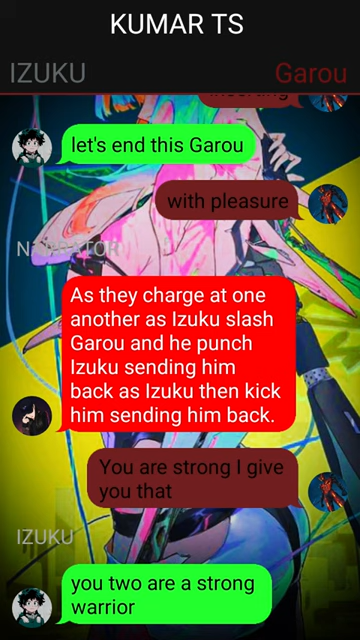 KUMAR TS
IZUKU
Garou
let's end this Garou
with pleasure
NARRATOR
As they charge at one
another as Izuku slash
Garou and he punch
Izuku sending him
back as Izuku then kick
him sending him back.
You are strong I give
you that
IZUKU
you two are a strong
warrior